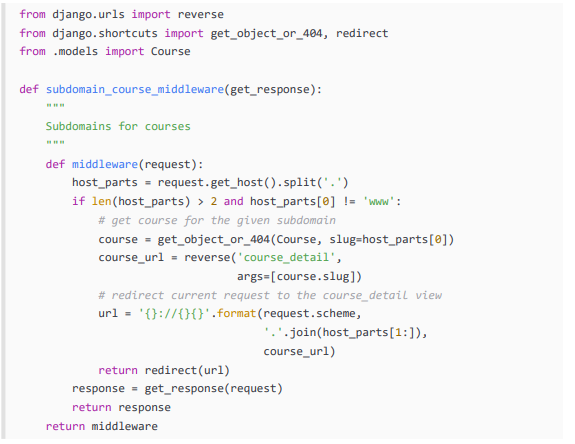 from django.urls import reverse
from django.shortcuts import get_object_or_404, redirect
from .models import Course

def subdomain_course_middleware(get_response):
    """
    Subdomains for courses
    """
    def middleware(request):
        host_parts = request.get_host().split('.')
        if len(host_parts) > 2 and host_parts[0] != 'www':
            # get course for the given subdomain
            course = get_object_or_404(Course, slug=host_parts[0])
            course_url = reverse('course_detail',
                                 args=[course.slug])
            # redirect current request to the course_detail view
            url = '{}://{}{}'.format(request.scheme,
                                     '.'.join(host_parts[1:]),
                                     course_url)
            return redirect(url)
        response = get_response(request)
        return response
    return middleware